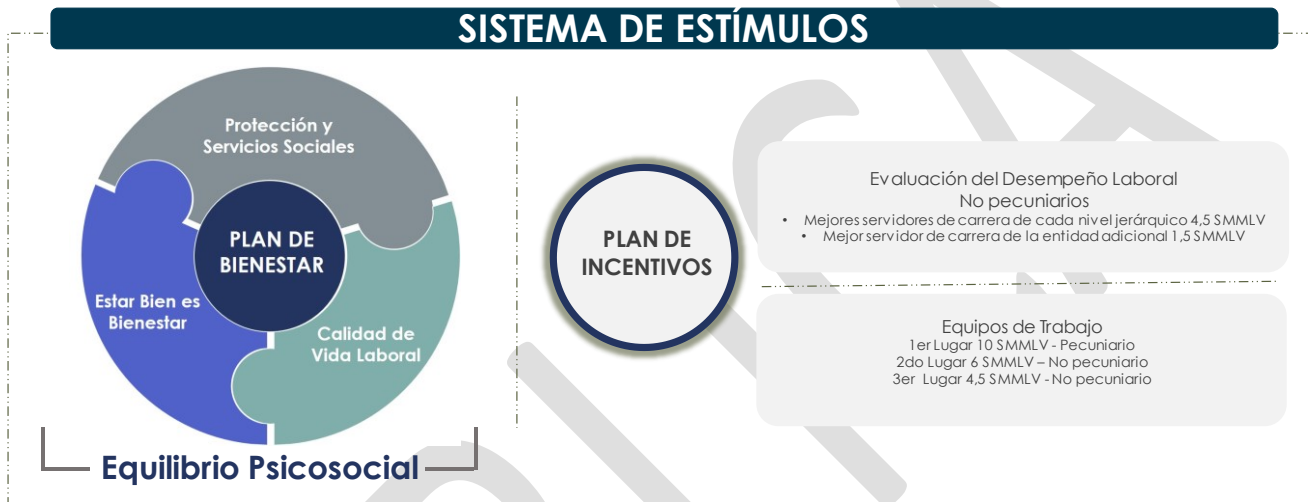 SISTEMA DE ESTÍMULOS
Protección y
Servicios Sociales
PLAN DE
BIENESTAR
Estar Bien es
Bienestar
Calidad de
Vida Laboral
Equilibrio Psicosocial
PLAN DE
INCENTIVOS
Evaluación del Desempeño Laboral
No pecuniarios
• Mejores servidores de carrera de cada nivel jerárquico 4,5 SMMLV
• Mejor servidor de carrera de la entidad adicional 1,5 SMMLV
Equipos de Trabajo
1er Lugar 10 SMMLV - Pecuniario
2do Lugar 6 SMMLV – No pecuniario
3er Lugar 4,5 SMMLV - No pecuniario